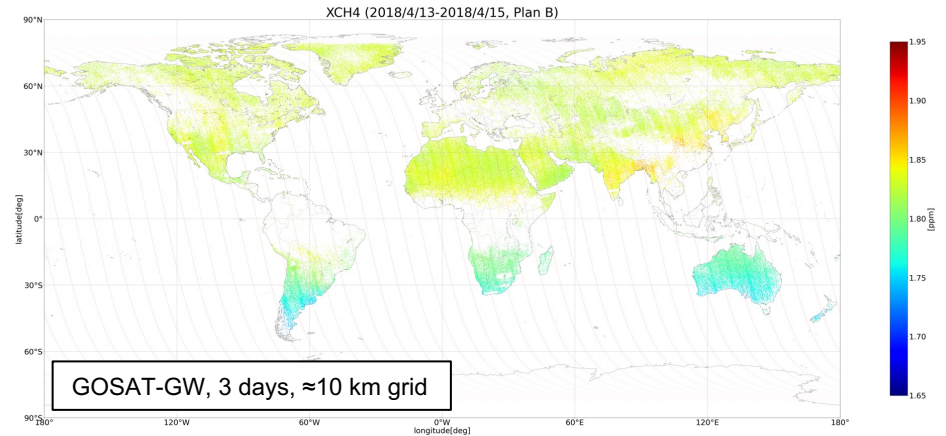 XCH4 (2018/4/13-2018/4/15, Plan B)
90°N
60°N
30°N
0°
30°S
60°S
90°S
latitude[deg]
180°
120°W
60°W
0°W
60°E
120°E
180°
longitude[deg]
GOSAT-GW, 3 days, ≈10 km grid
1.95
1.90
1.85
1.80
1.75
1.70
1.65
[ppm]